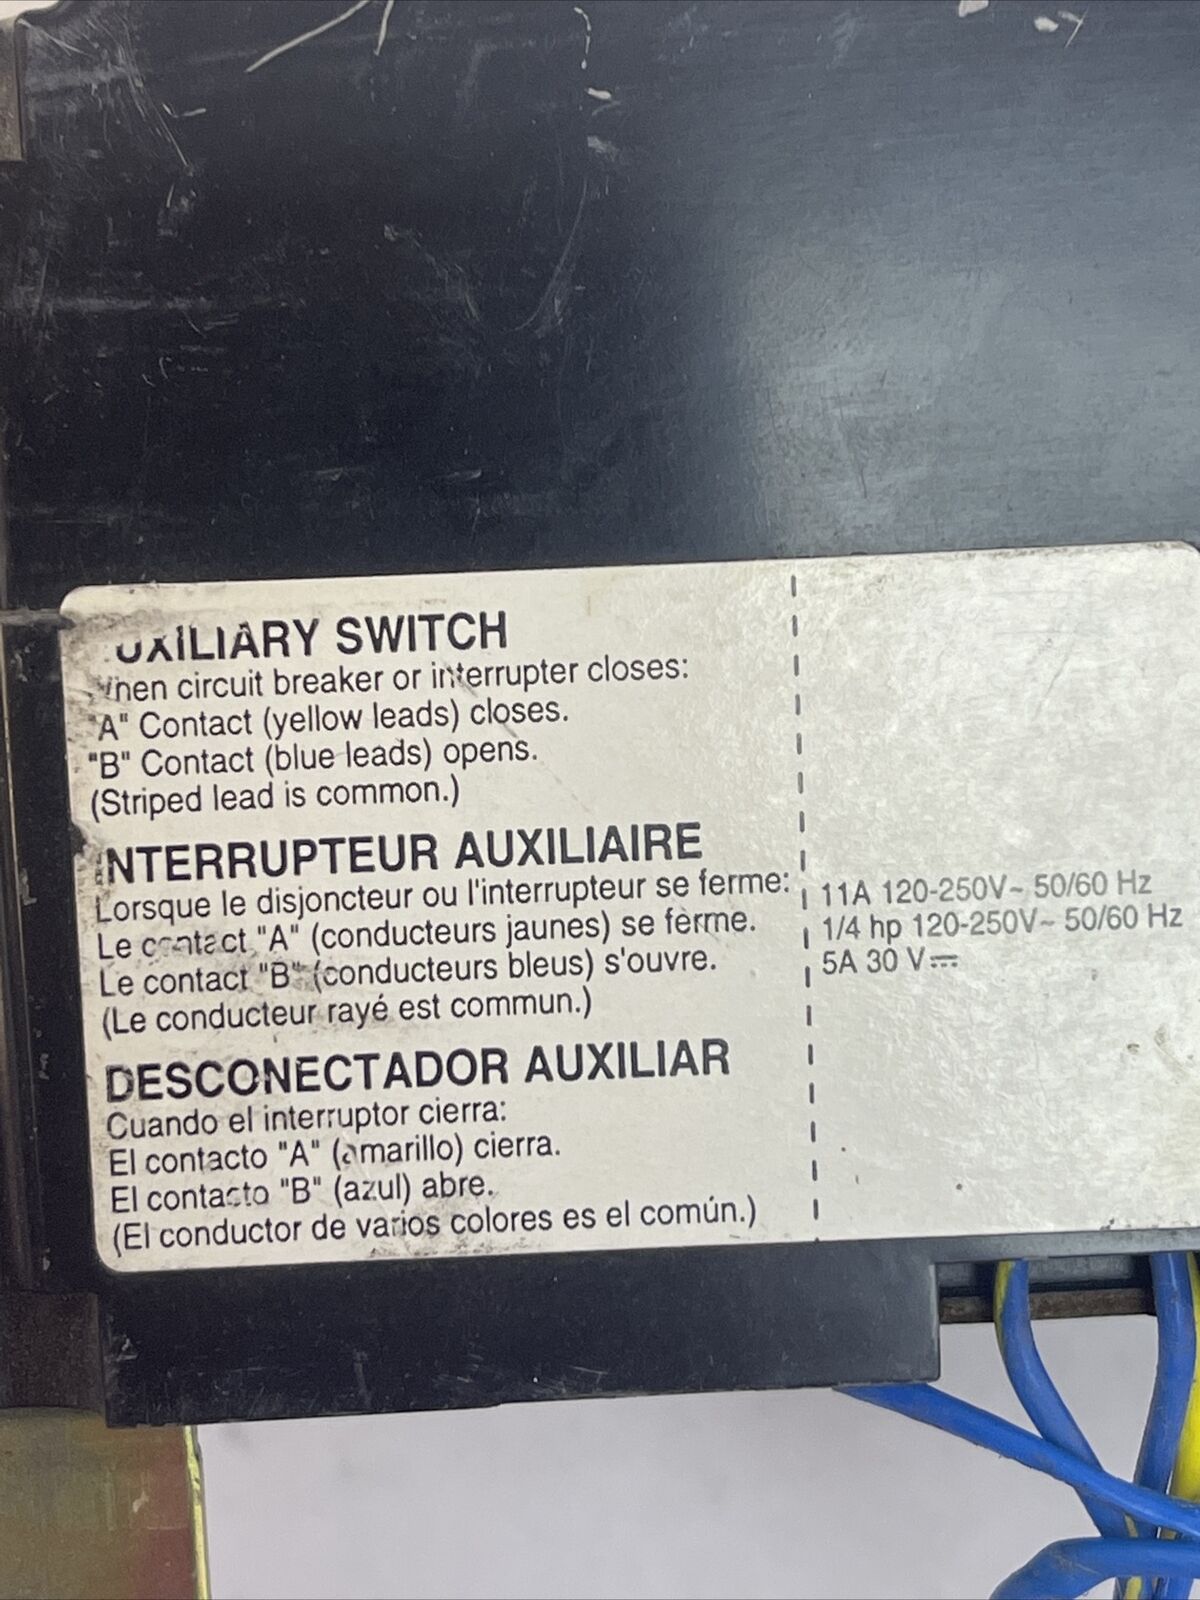 AUXILIARY SWITCH
When circuit breaker or interrupter closes:
"A" Contact (yellow leads) closes.
"B" Contact (blue leads) opens.
(Striped lead is common.)
INTERRUPTEUR AUXILIAIRE
Lorsque le disjoncteur ou l'interrupteur se ferme:
Le contact "A" (conducteurs jaunes) se ferme.
Le contact "B" (conducteurs bleus) s'ouvre.
(Le conducteur rayé est commun.)
11A 120-250V~ 50/60 Hz
1/4 hp 120-250V~ 50/60 Hz
5A 30 V⎓
DESCONECTADOR AUXILIAR
Cuando el interruptor cierra:
El contacto "A" (amarillo) cierra.
El contacto "B" (azul) abre.
(El conductor de varios colores es el común.)